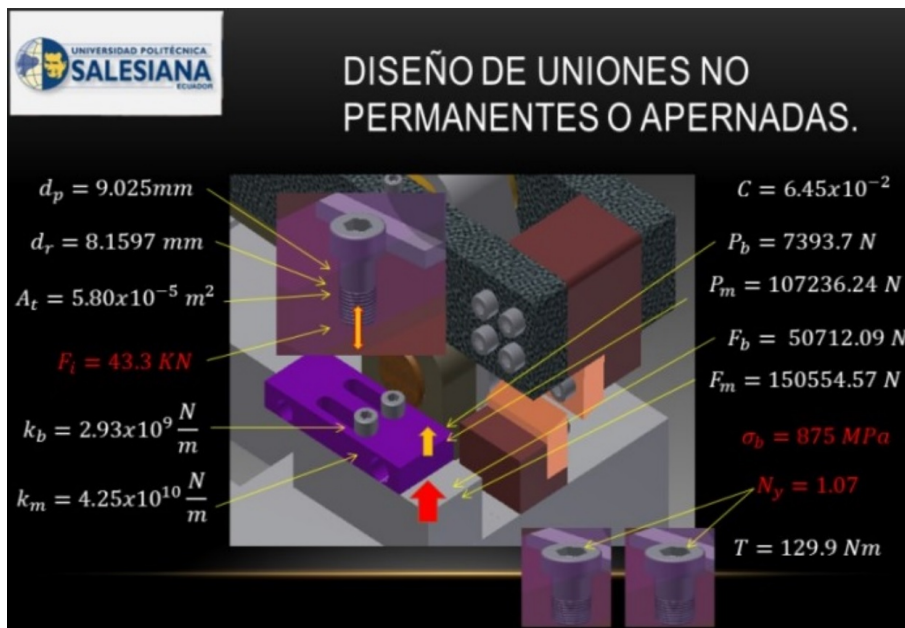 UNIVERSIDAD POLITÉCNICA
SALESIANA
ECUADOR
DISEÑO DE UNIONES NO
PERMANENTES O APERNADAS.
d_p = 9.025mm
d_r = 8.1597 mm
A_t = 5.80x10^{-5} m^2
F_i = 43.3 KN
k_b = 2.93x10^9 N/m
k_m = 4.25x10^{10} N/m
C = 6.45x10^{-2}
P_b = 7393.7 N
P_m = 107236.24 N
F_b = 50712.09 N
F_m = 150554.57 N
σ_b = 875 MPa
N_y = 1.07
T = 129.9 Nm